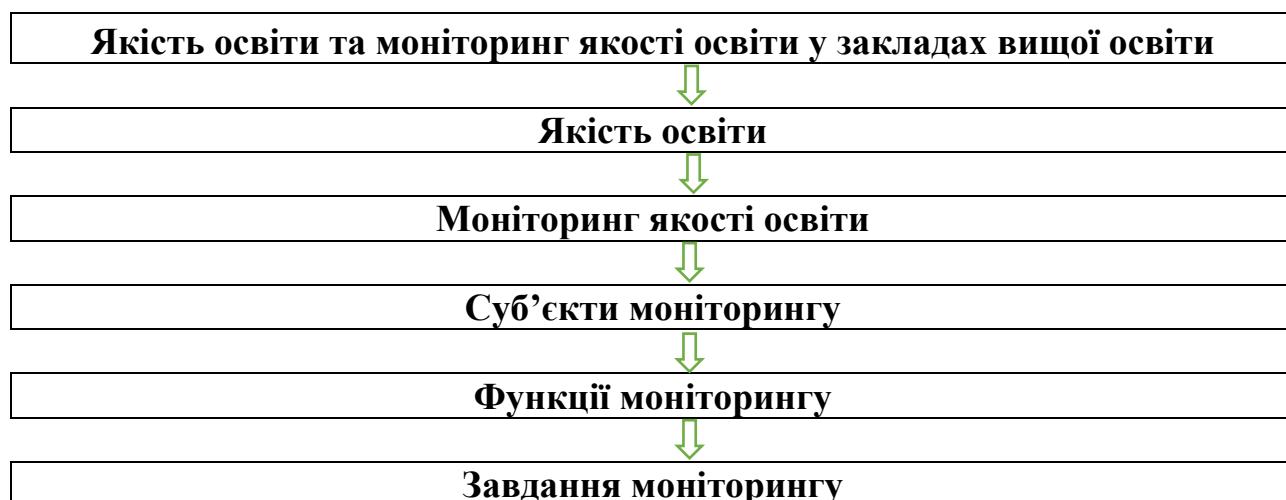 Якість освіти та моніторинг якості освіти у закладах вищої освіти
Якість освіти
Моніторинг якості освіти
Суб’єкти моніторингу
Функції моніторингу
Завдання моніторингу